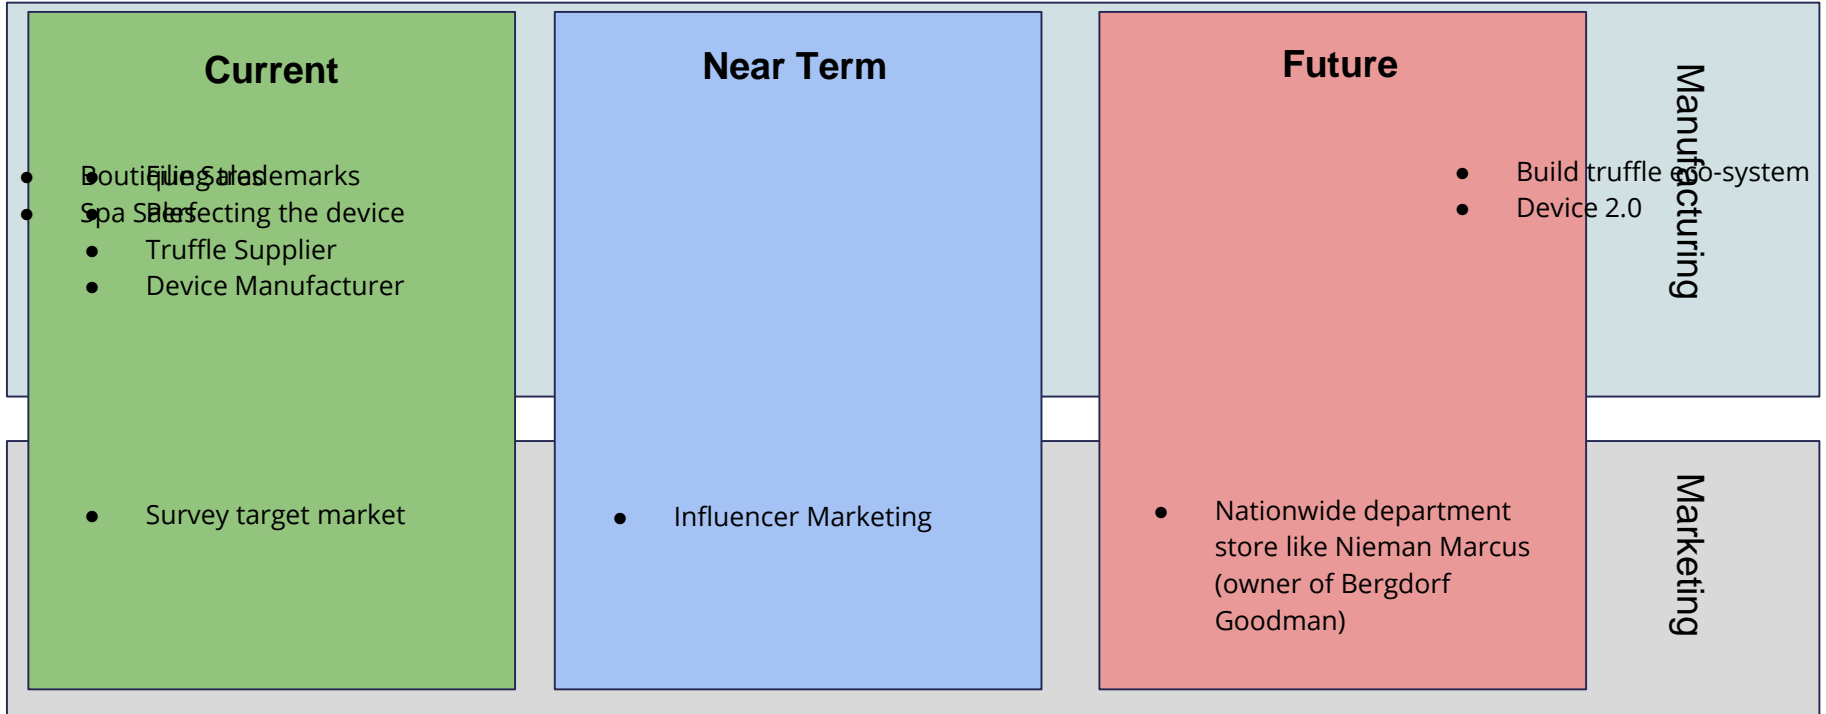 Current
● Boutique Sales
● Spa Sales
● Filing trademarks
● Perfecting the device
● Truffle Supplier
● Device Manufacturer
● Survey target market
Near Term
● Influencer Marketing
Future
● Build truffle eco-system
● Device 2.0
● Nationwide department
store like Nieman Marcus
(owner of Bergdorf
Goodman)
Manufacturing
Marketing